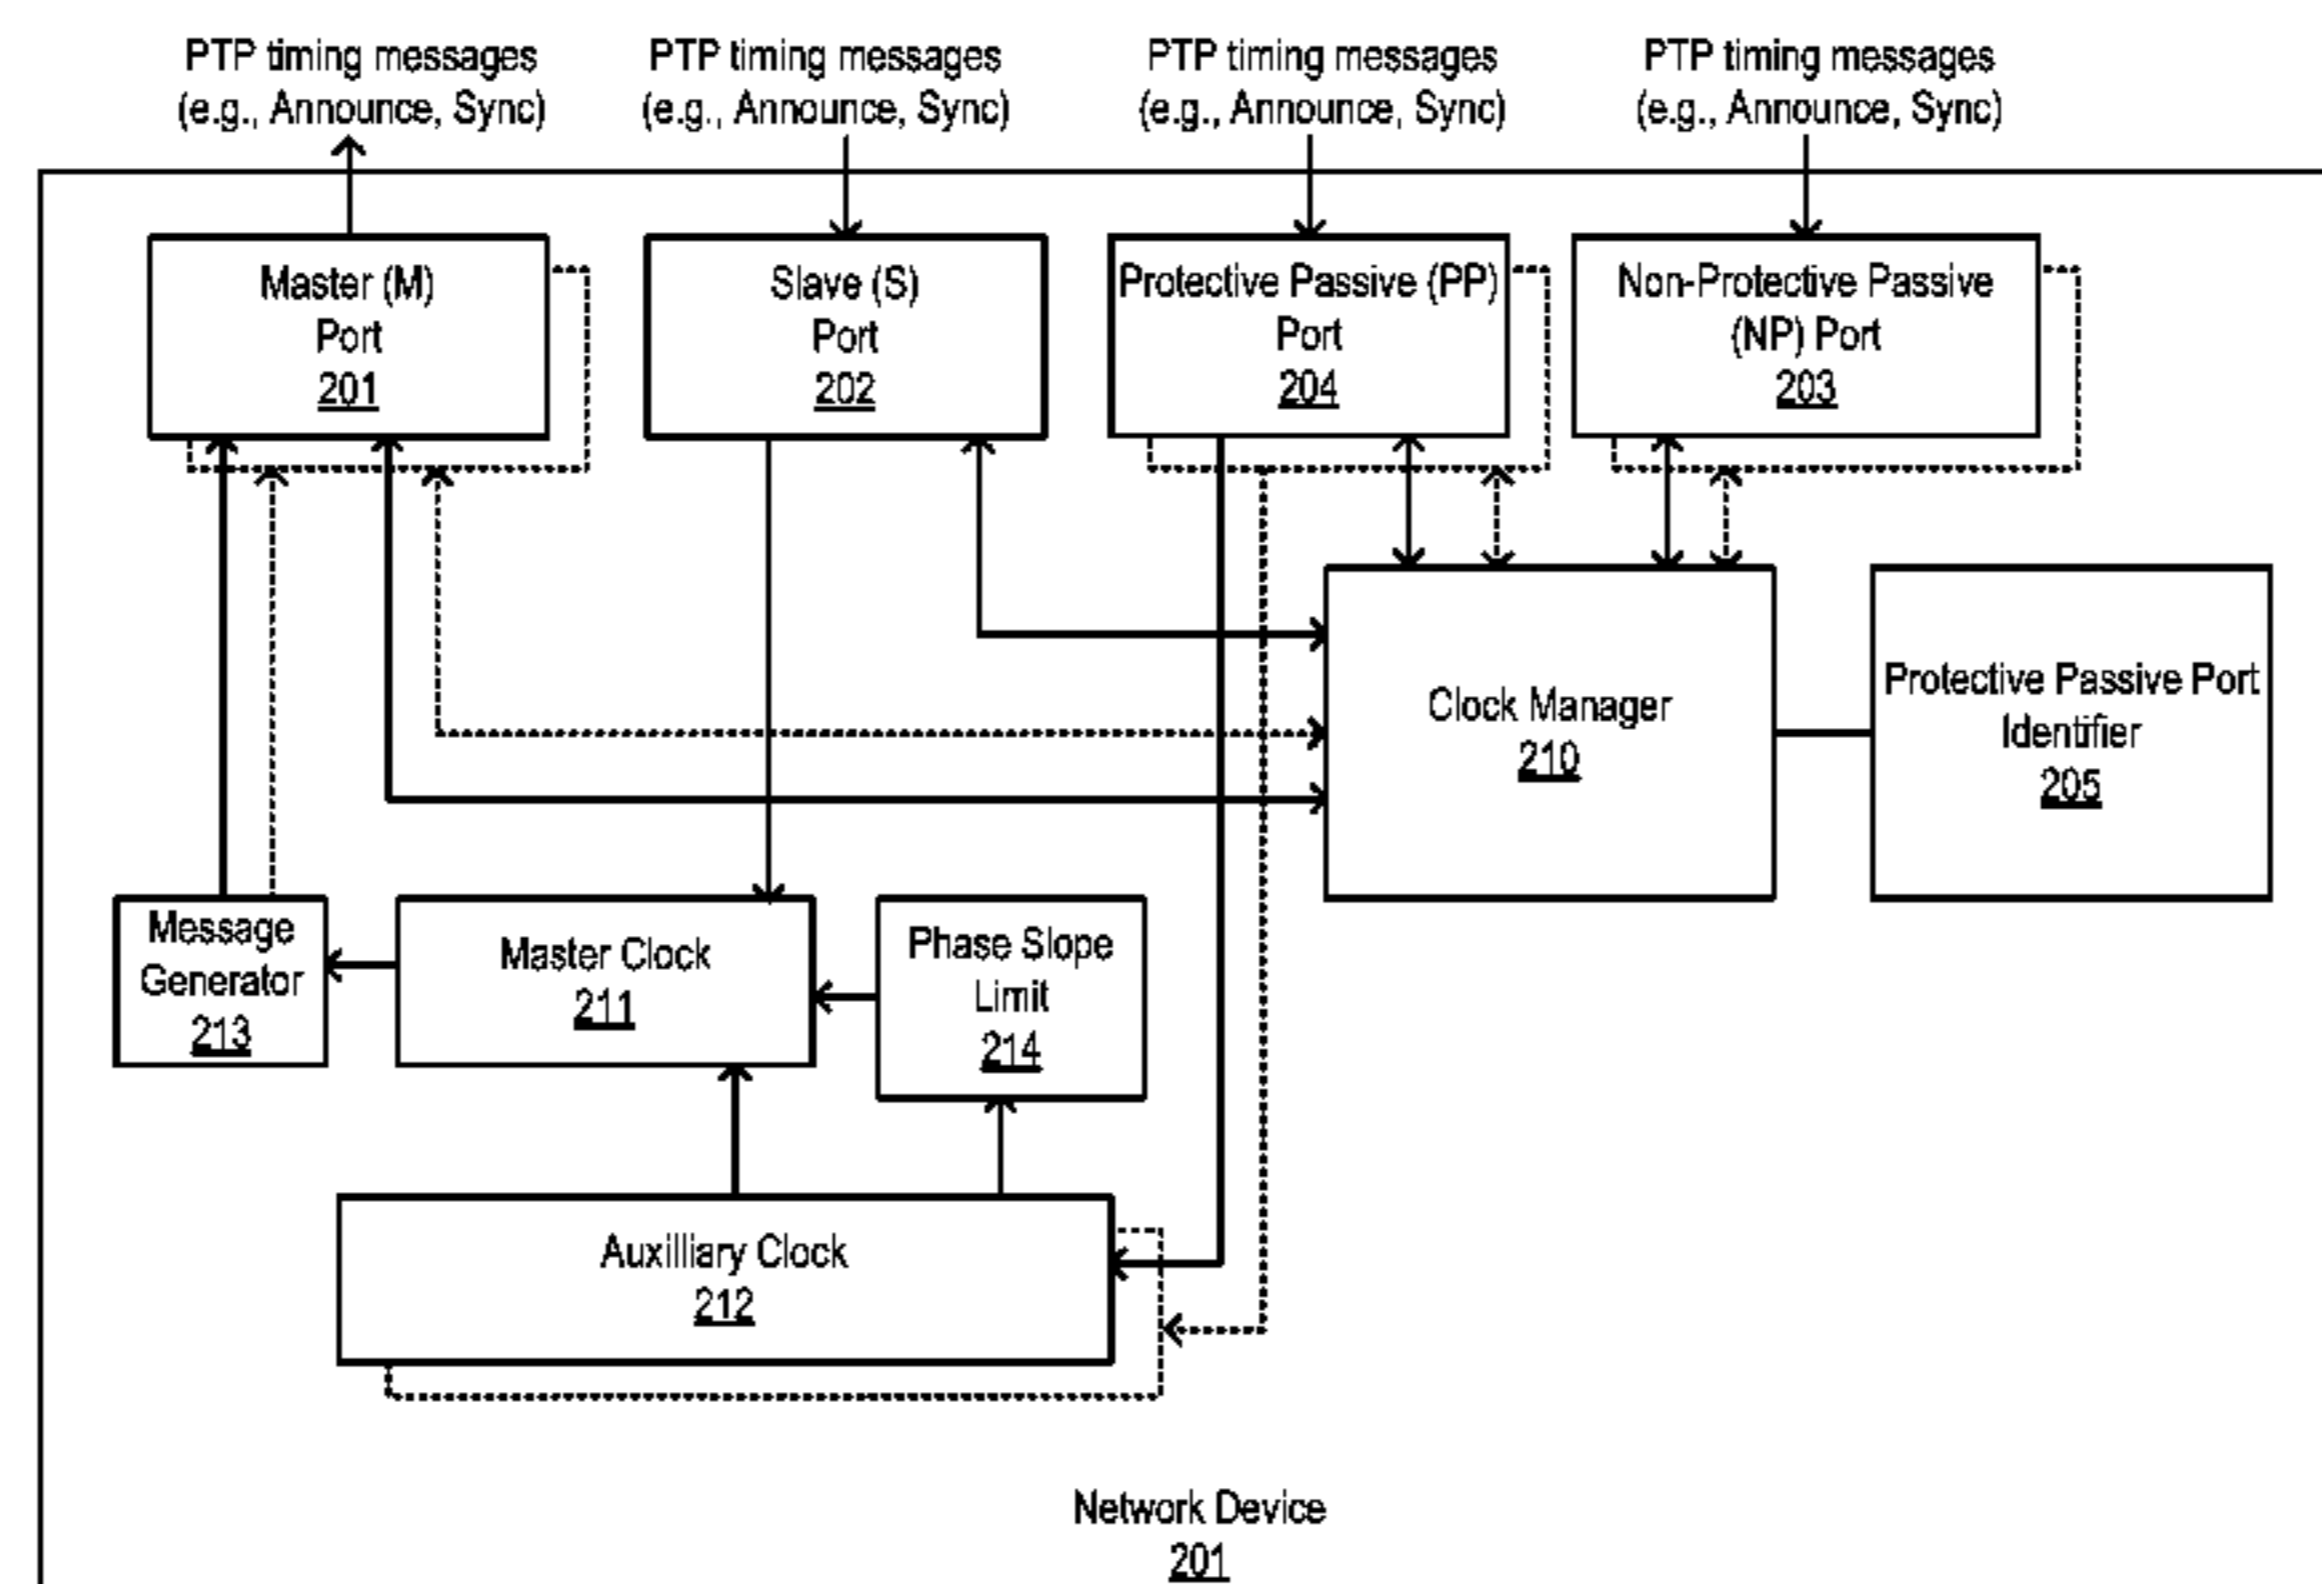 PTP timing messages
(e.g., Announce, Sync)
PTP timing messages
(e.g., Announce, Sync)
PTP timing messages
(e.g., Announce, Sync)
PTP timing messages
(e.g., Announce, Sync)
Master (M)
Port
201
Slave (S)
Port
202
Protective Passive (PP)
Port
204
Non-Protective Passive
(NP) Port
203
Clock Manager
210
Protective Passive Port
Identifier
205
Message
Generator
213
Master Clock
211
Phase Slope
Limit
214
Auxilliary Clock
212
Network Device
201